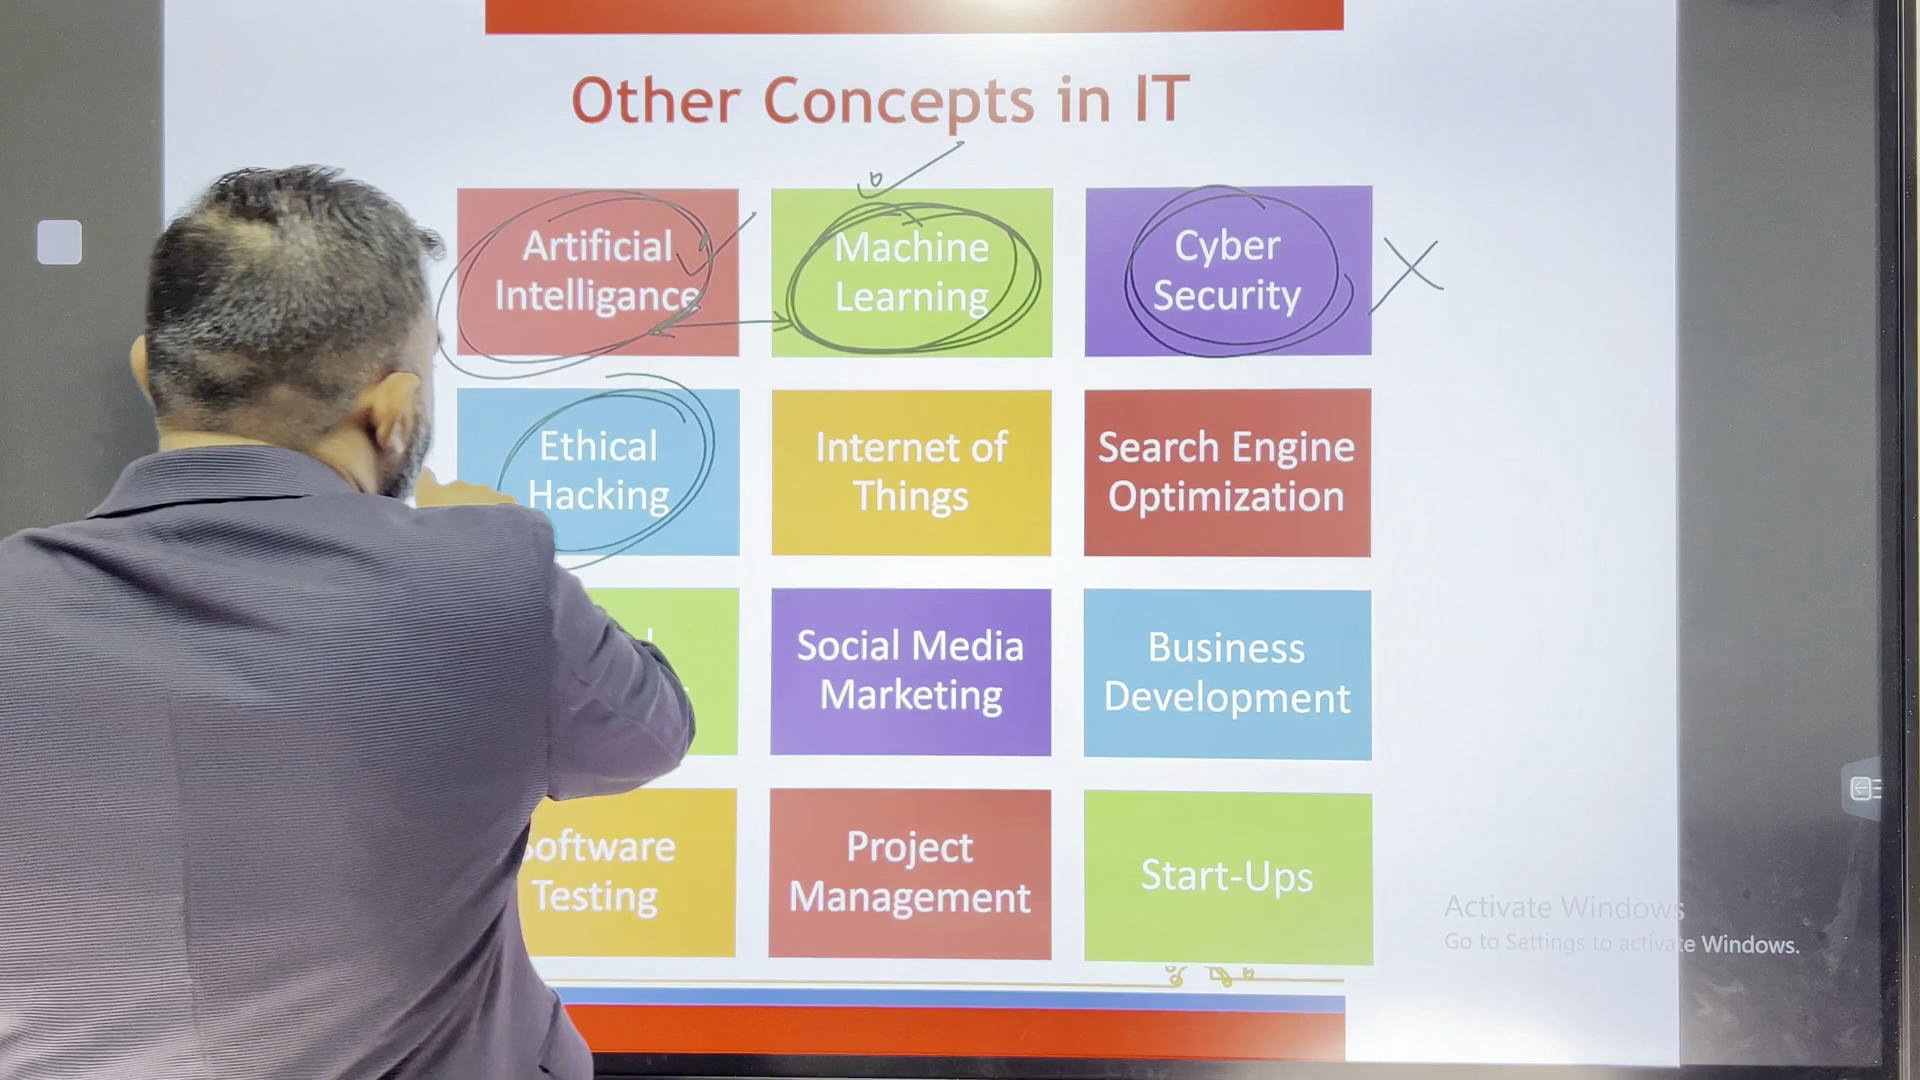 Other Concepts in IT
Artificial
Intelligance
Machine
Learning
Cyber
Security
Ethical
Hacking
Internet of
Things
Search Engine
Optimization
Social Media
Marketing
Business
Development
Software
Testing
Project
Management
Start-Ups
Activate Windows
Go to Settings to activate Windows.